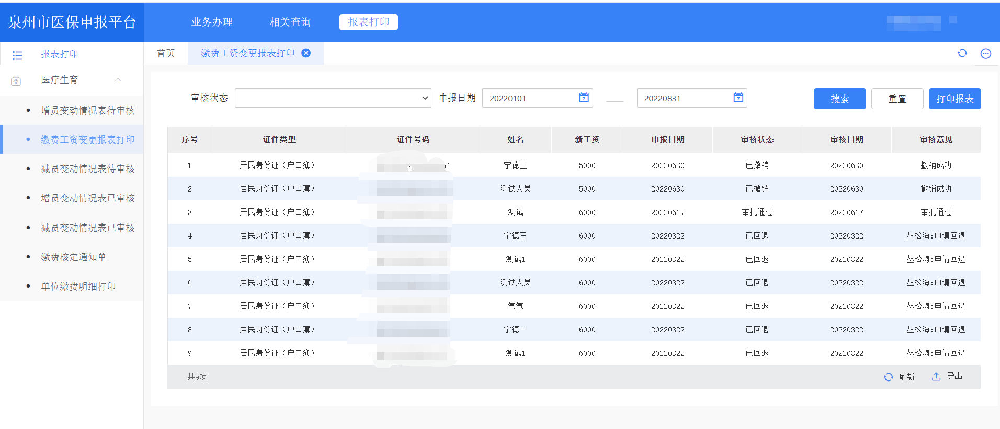 泉州市医保申报平台 业务办理 相关查询 报表打印
报表打印 首页 缴费工资变更报表打印
医疗生育
增员变动情况表待审核
缴费工资变更报表打印
减员变动情况表待审核
增员变动情况表已审核
减员变动情况表已审核
缴费核定通知单
单位缴费明细打印
审核状态 申报日期 20220101 20220831 搜索 重置 打印报表
序号 证件类型 证件号码 姓名 新工资 申报日期 审核状态 审核日期 审核意见
1 居民身份证（户口簿） 54 宁德三 5000 20220630 已撤销 20220630 撤销成功
2 居民身份证（户口簿） 测试人员 5000 20220630 已撤销 20220630 撤销成功
3 居民身份证（户口簿） 测试 6000 20220617 审批通过 20220617 审批通过
4 居民身份证（户口簿） 宁德三 6000 20220322 已回退 20220322 丛松海:申请回退
5 居民身份证（户口簿） 测试1 6000 20220322 已回退 20220322 丛松海:申请回退
6 居民身份证（户口簿） 测试人员 6000 20220322 已回退 20220322 丛松海:申请回退
7 居民身份证（户口簿） 气气 6000 20220322 已回退 20220322 丛松海:申请回退
8 居民身份证（户口簿） 宁德一 6000 20220322 已回退 20220322 丛松海:申请回退
9 居民身份证（户口簿） 测试1 6000 20220322 已回退 20220322 丛松海:申请回退
共9项 刷新 导出